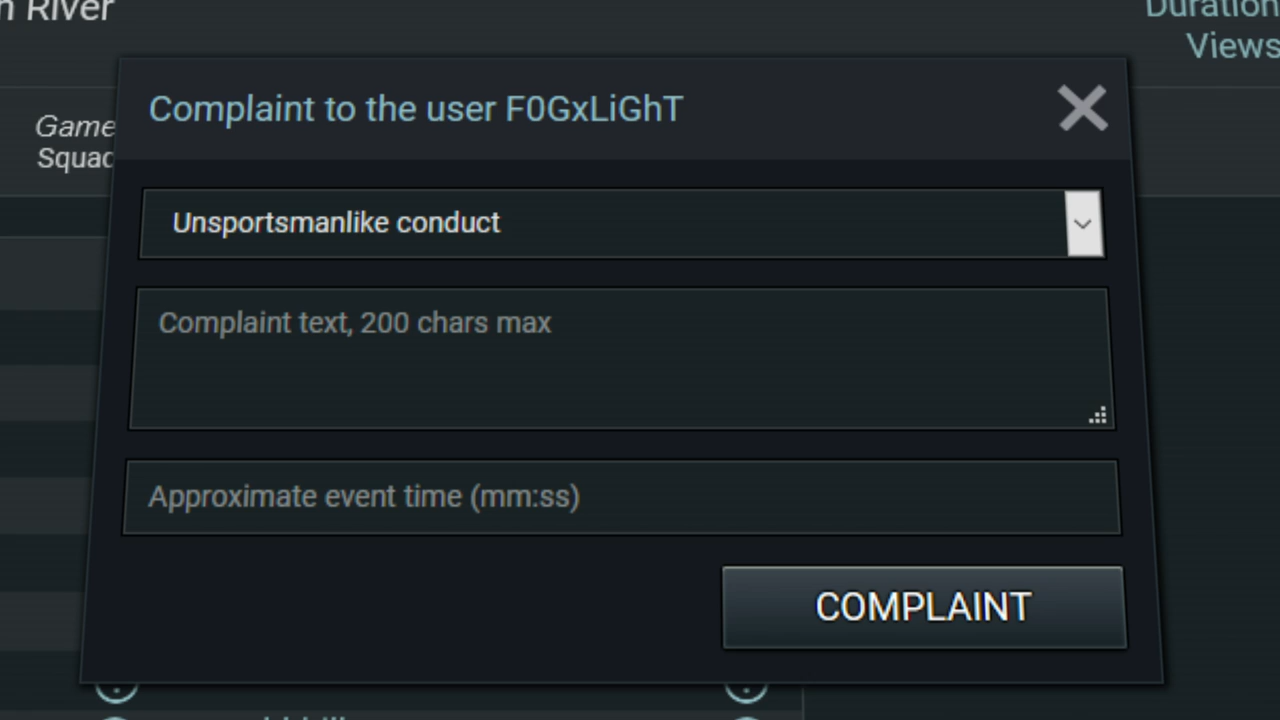 River
Duration
Views
Game
Squad
Complaint to the user F0GxLiGhT
Unsportsmanlike conduct
Complaint text, 200 chars max
Approximate event time (mm:ss)
COMPLAINT